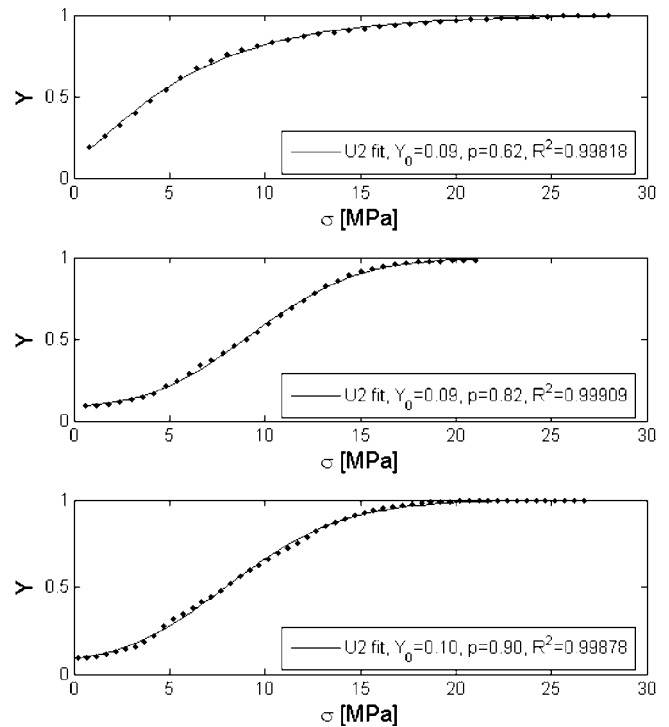 1
0.5
0
Y
U2 fit, Y₀=0.09, p=0.62, R²=0.99818
0 5 10 15 20 25 30
σ [MPa]
1
0.5
0
Y
U2 fit, Y₀=0.09, p=0.82, R²=0.99909
0 5 10 15 20 25 30
σ [MPa]
1
0.5
0
Y
U2 fit, Y₀=0.10, p=0.90, R²=0.99878
0 5 10 15 20 25 30
σ [MPa]